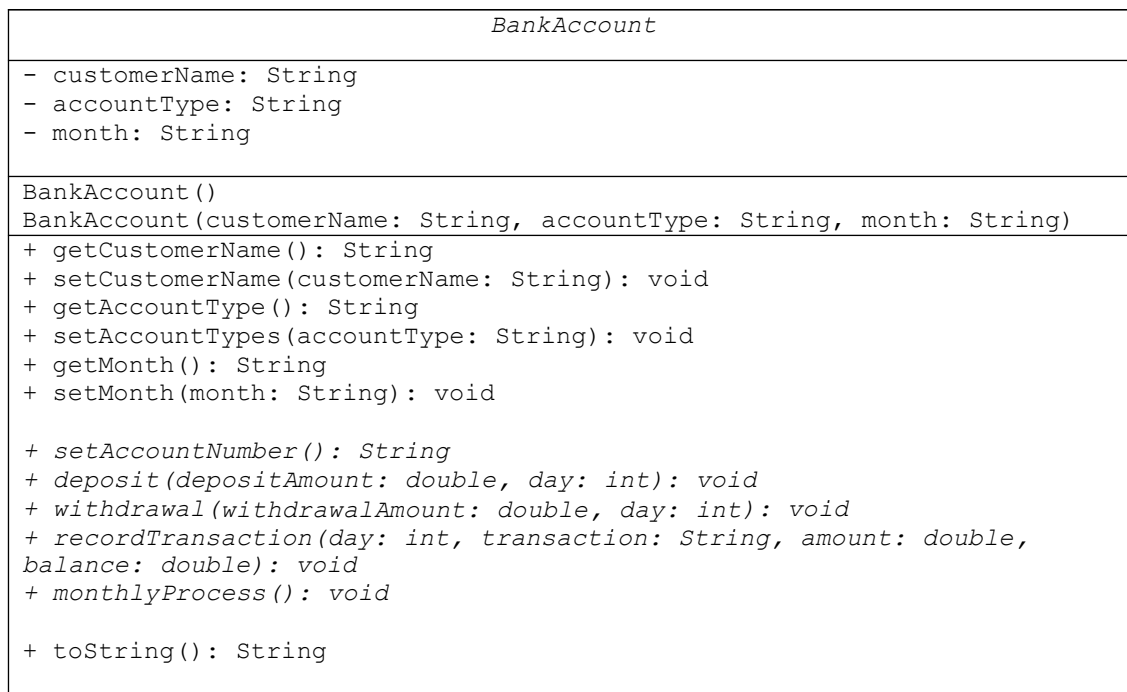 BankAccount
- customerName: String
- accountType: String
- month: String
BankAccount()
BankAccount(customerName: String, accountType: String, month: String)
+ getCustomerName(): String
+ setCustomerName(customerName: String): void
+ getAccountType(): String
+ setAccountTypes(accountType: String): void
+ getMonth(): String
+ setMonth(month: String): void
+ setAccountNumber(): String
+ deposit(depositAmount: double, day: int): void
+ withdrawal(withdrawalAmount: double, day: int): void
+ recordTransaction(day: int, transaction: String, amount: double,
balance: double): void
+ monthlyProcess(): void
+ toString(): String